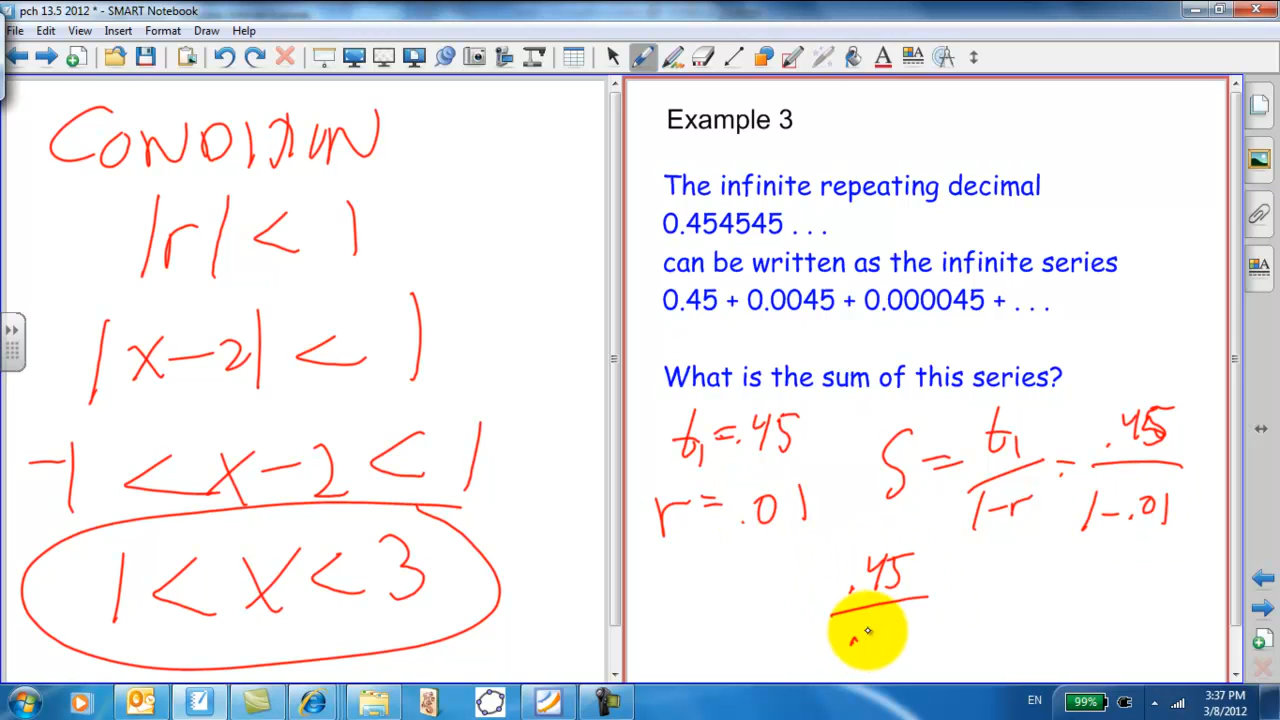 pch 13.5 2012 * - SMART Notebook
File Edit View Insert Format Draw Help
CONDITION
|r| < 1
|x-2| < 1
-1 < x-2 < 1
1 < x < 3
Example 3
The infinite repeating decimal
0.454545 . . .
can be written as the infinite series
0.45 + 0.0045 + 0.000045 + . . .
What is the sum of this series?
t₁ = .45
r = .01
S = t₁/1-r = .45/1-.01
.45
.
EN
99%
3:37 PM
3/8/2012